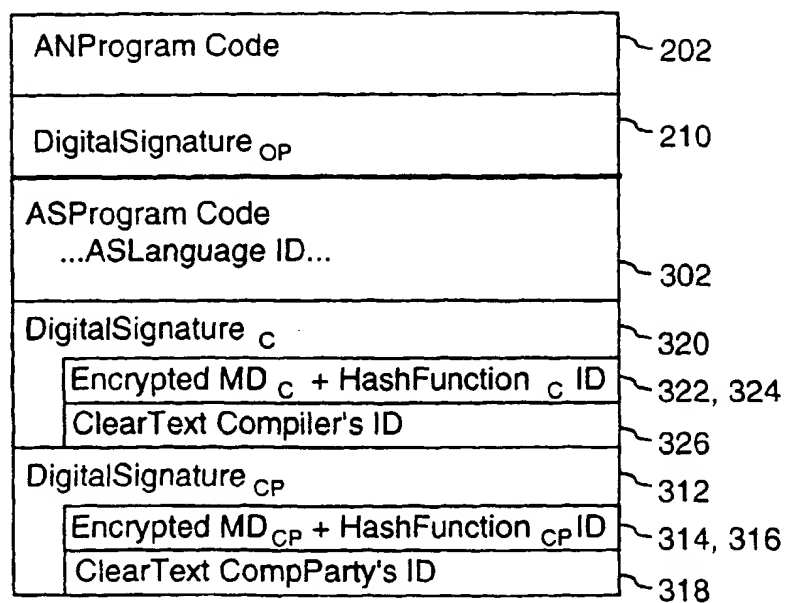 ANProgram Code 202
DigitalSignature OP 210
ASProgram Code
...ASLanguage ID... 302
DigitalSignature C 320
Encrypted MD C + HashFunction C ID 322, 324
ClearText Compiler's ID 326
DigitalSignature CP 312
Encrypted MD CP + HashFunction CP ID 314, 316
ClearText CompParty's ID 318